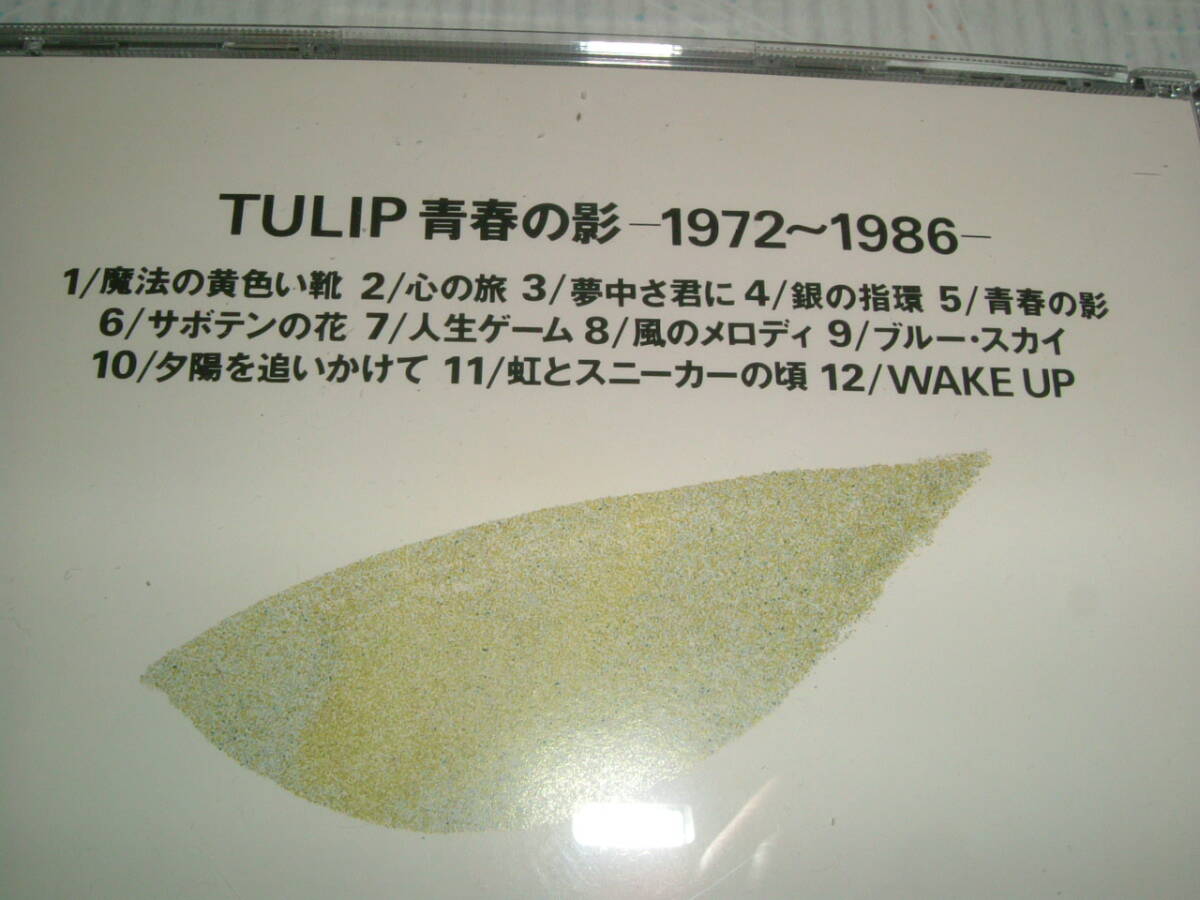 TULIP 青春の影 —1972〜1986—
1/魔法の黄色い靴 2/心の旅 3/夢中さ君に 4/銀の指環 5/青春の影
6/サボテンの花 7/人生ゲーム 8/風のメロディ 9/ブルー・スカイ
10/夕陽を追いかけて 11/虹とスニーカーの頃 12/WAKE UP